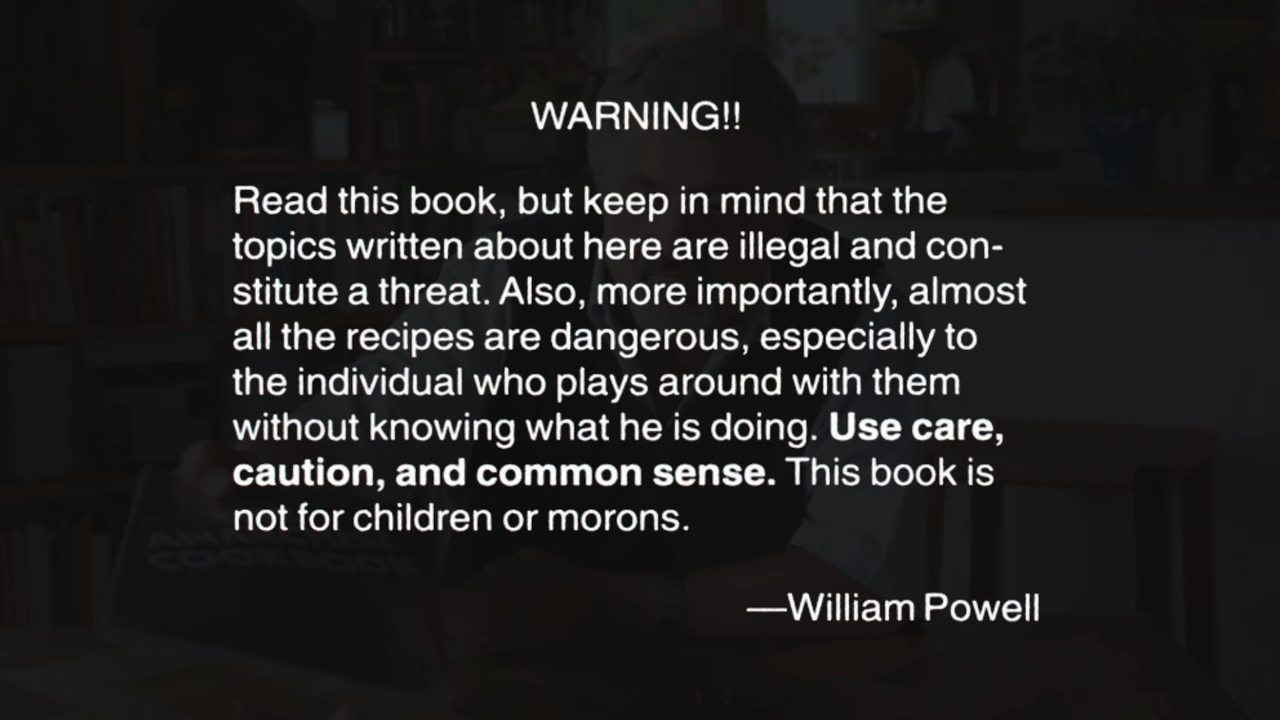 WARNING!!
Read this book, but keep in mind that the
topics written about here are illegal and con-
stitute a threat. Also, more importantly, almost
all the recipes are dangerous, especially to
the individual who plays around with them
without knowing what he is doing. Use care,
caution, and common sense. This book is
not for children or morons.
—William Powell
COOKBOOK